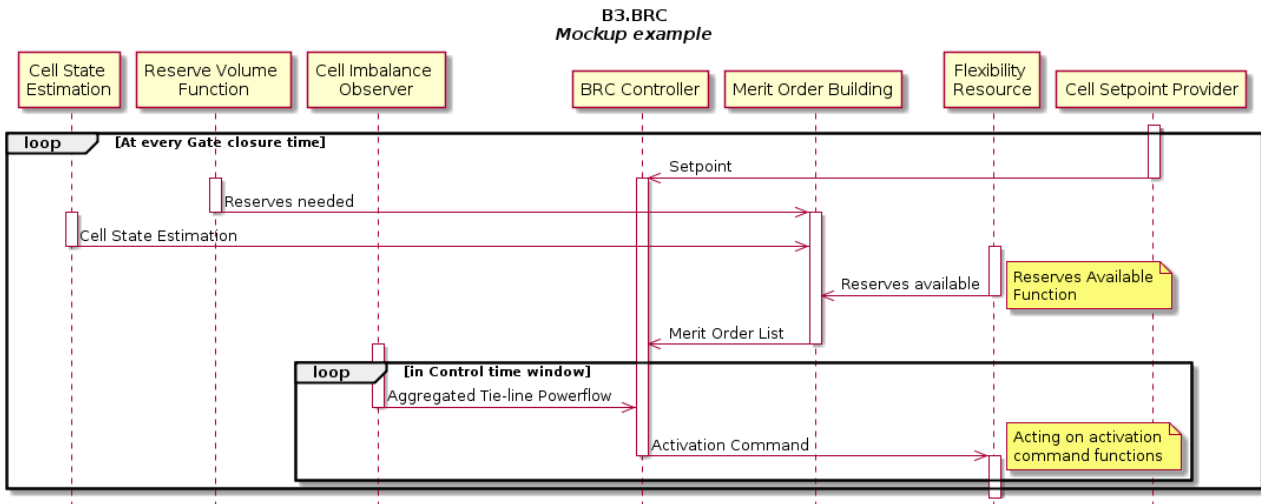 B3.BRC
Mockup example
Cell State
Estimation
Reserve Volume
Function
Cell Imbalance
Observer
BRC Controller
Merit Order Building
Flexibility
Resource
Cell Setpoint Provider
loop
[At every Gate closure time]
Setpoint
Reserves needed
Cell State Estimation
Reserves Available
Function
Reserves available
Merit Order List
loop
[in Control time window]
Aggregated Tie-line Powerflow
Acting on activation
command functions
Activation Command